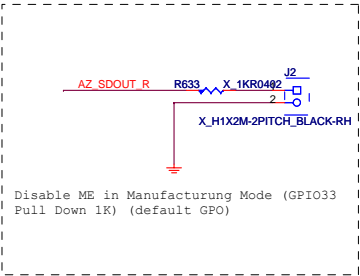 J2
AZ_SDOUT_R R633 X_1KR0402 1
2
X_H1X2M-2PITCH_BLACK-RH
Disable ME in Manufacturung Mode (GPIO33
Pull Down 1K) (default GPO)